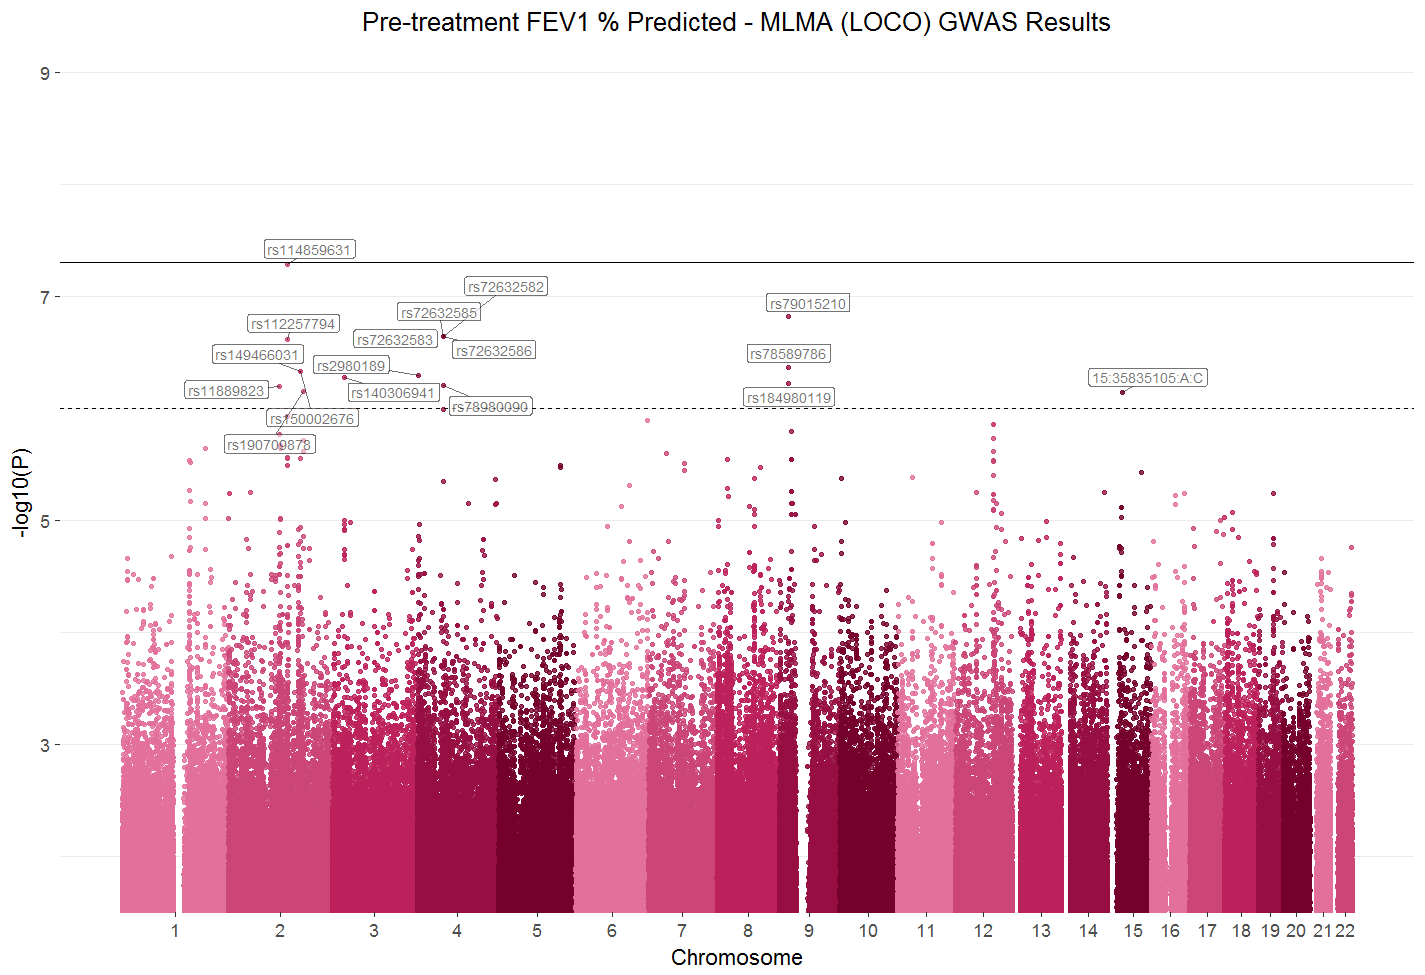 Pre-treatment FEV1 % Predicted - MLMA (LOCO) GWAS Results
9
7
5
3
-log10(P)
rs114859631
rs72632582
rs79015210
rs72632585
rs112257794
rs72632583
rs72632586
rs149466031
rs78589786
rs2980189
15:35835105:A:C
rs11889823
rs140306941
rs184980119
rs78980090
rs150002676
rs190709878
1 2 3 4 5 6 7 8 9 10 11 12 13 14 15 16 17 18 19 20 21 22
Chromosome